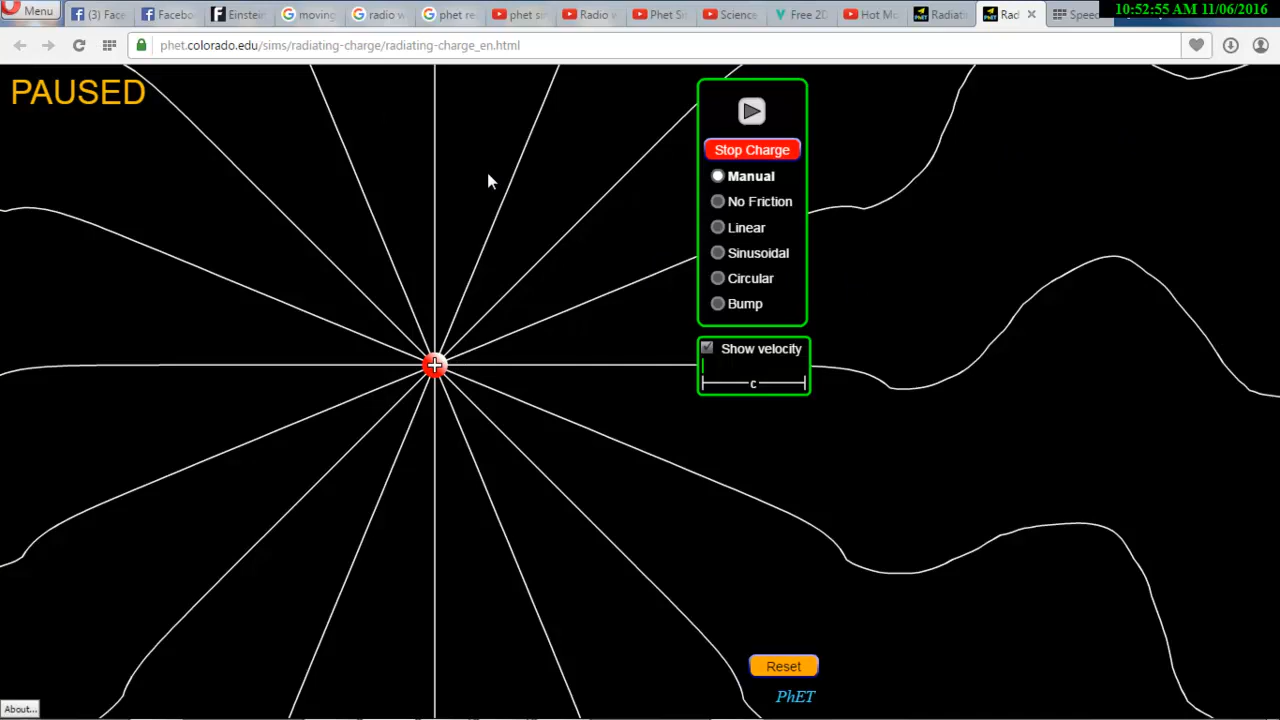 Menu
(3) Face
Facebo
Einstei
moving
radio w
phet re
phet si
Radio v
Phet Si
Science
Free 2D
Hot Mo
Radiati
Rad
Speed
10:52:55 AM 11/06/2016
phet.colorado.edu/sims/radiating-charge/radiating-charge_en.html
PAUSED
Stop Charge
Manual
No Friction
Linear
Sinusoidal
Circular
Bump
Show velocity
c
Reset
PhET
About...